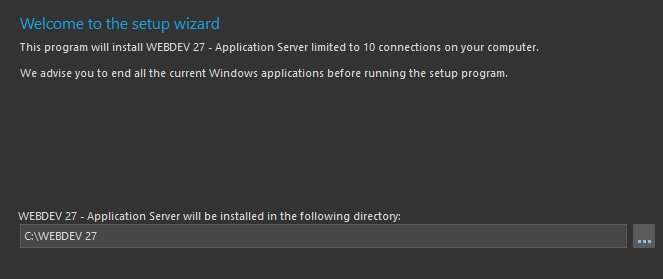 Welcome to the setup wizard
This program will install WEBDEV 27 - Application Server limited to 10 connections on your computer.
We advise you to end all the current Windows applications before running the setup program.
WEBDEV 27 - Application Server will be installed in the following directory:
C:\WEBDEV 27
...